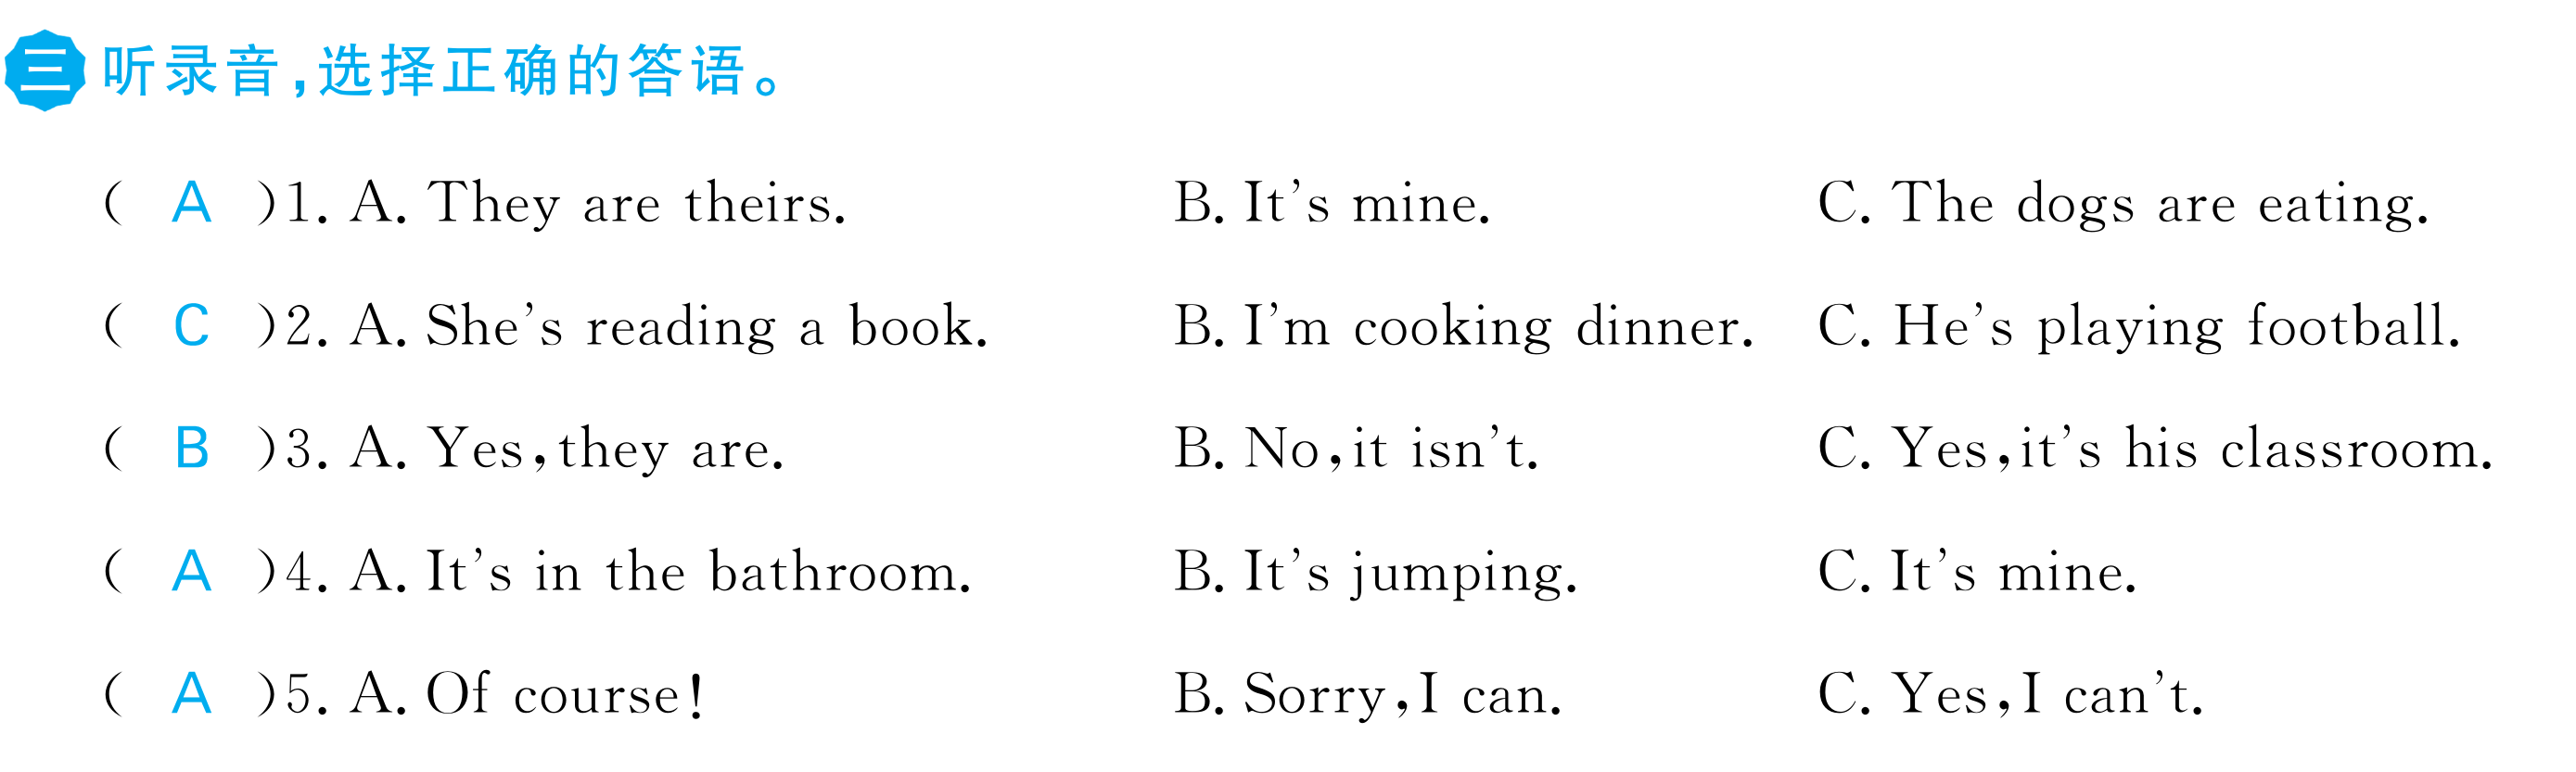 三 听录音,选择正确的答语。
( A )1. A. They are theirs. B. It's mine. C. The dogs are eating.
( C )2. A. She's reading a book. B. I'm cooking dinner. C. He's playing football.
( B )3. A. Yes,they are. B. No,it isn't. C. Yes,it's his classroom.
( A )4. A. It's in the bathroom. B. It's jumping. C. It's mine.
( A )5. A. Of course! B. Sorry,I can. C. Yes,I can't.